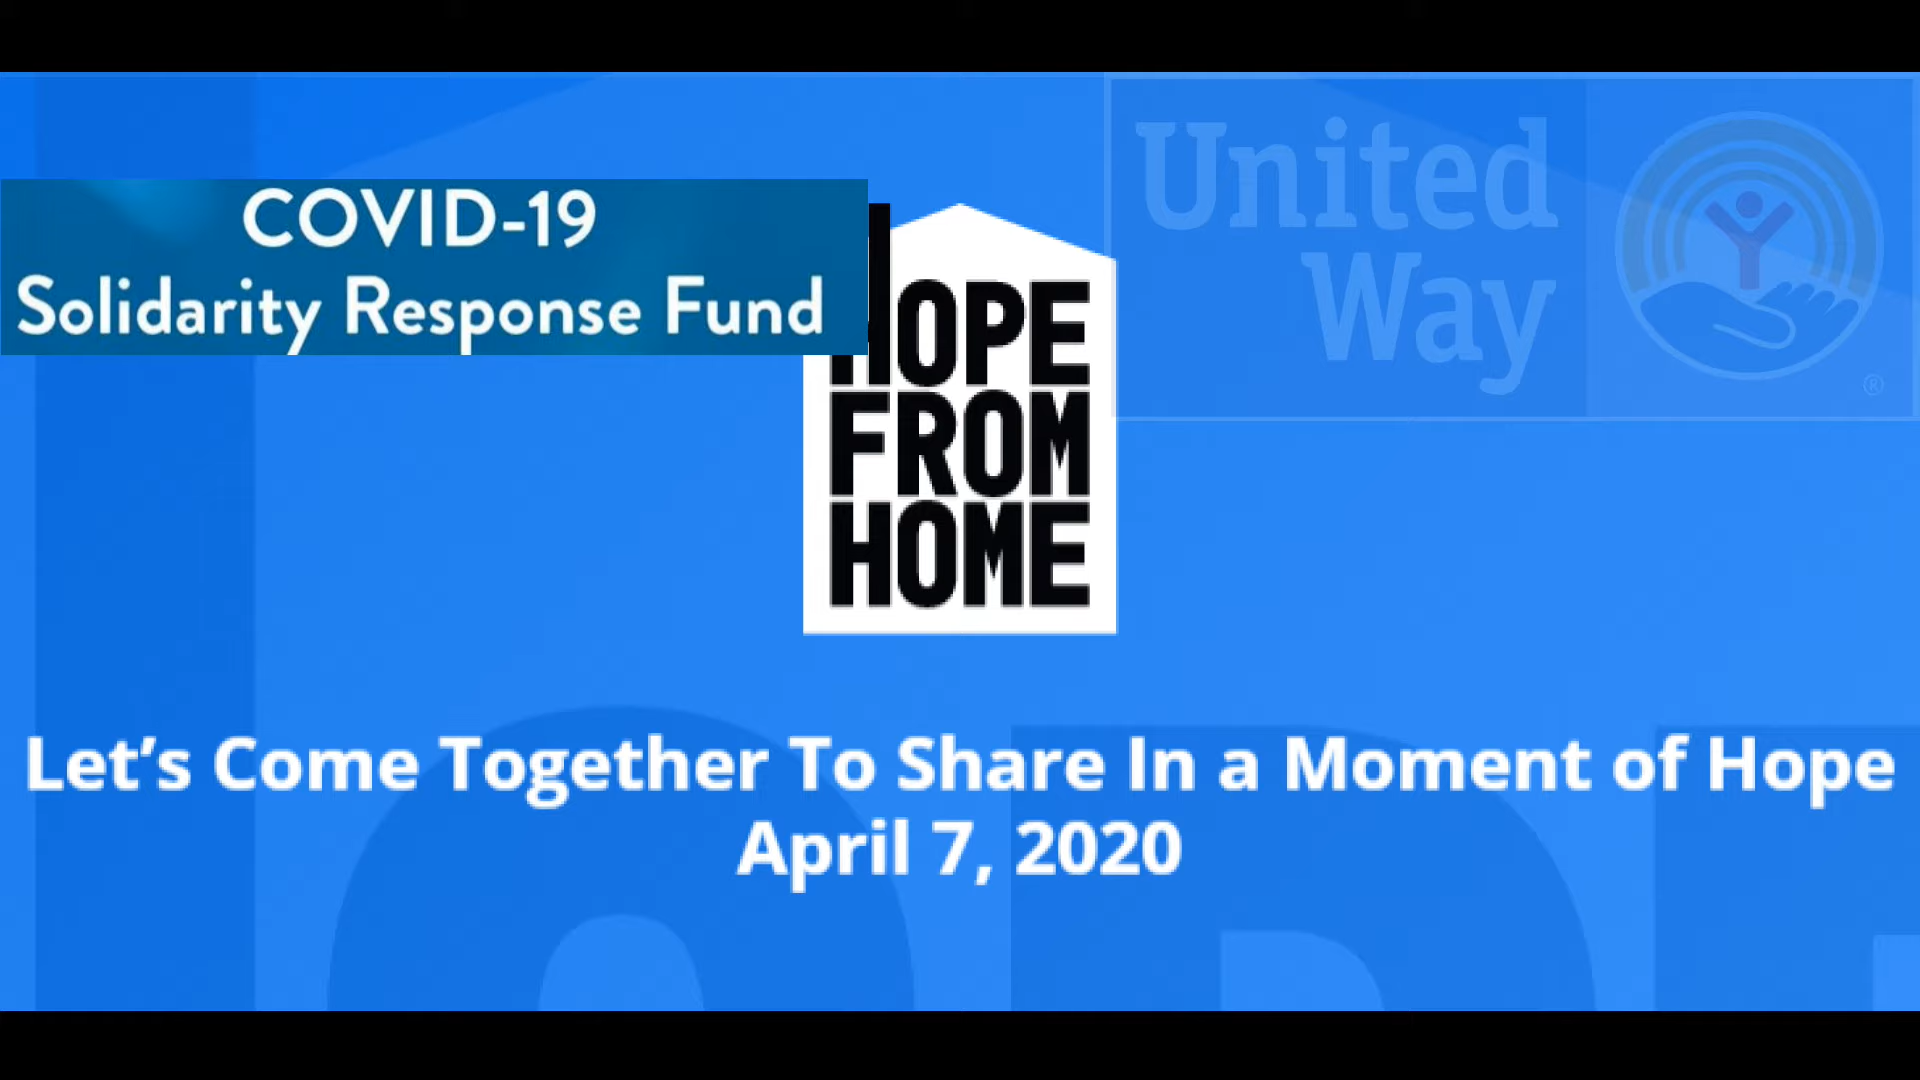 COVID-19
Solidarity Response Fund
HOPE
FROM
HOME
United
Way
®
Let’s Come Together To Share In a Moment of Hope
April 7, 2020